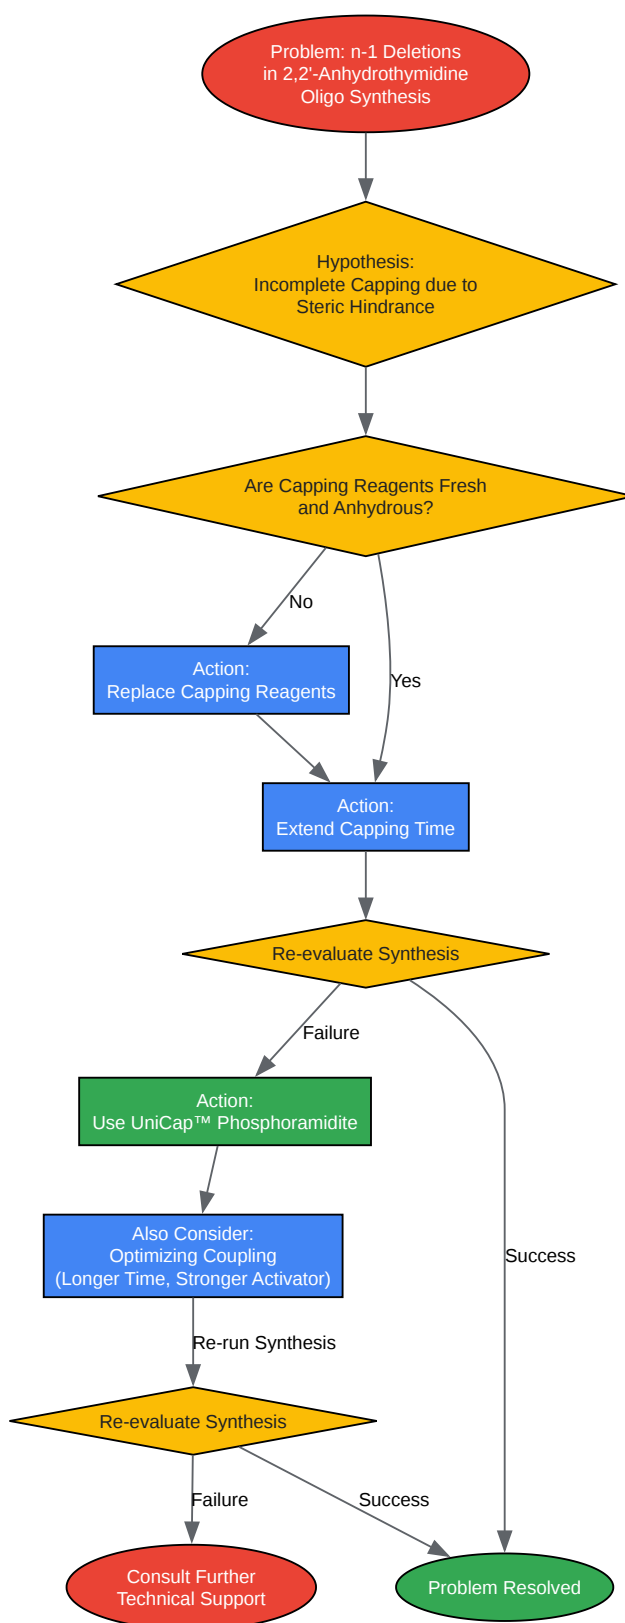 Problem: n-1 Deletions
in 2,2'-Anhydrothymidine
Oligo Synthesis
Hypothesis:
Incomplete Capping due to
Steric Hindrance
Are Capping Reagents Fresh
and Anhydrous?
No
Yes
Action:
Replace Capping Reagents
Action:
Extend Capping Time
Re-evaluate Synthesis
Failure
Success
Action:
Use UniCap™ Phosphoramidite
Also Consider:
Optimizing Coupling
(Longer Time, Stronger Activator)
Re-run Synthesis
Re-evaluate Synthesis
Failure
Success
Consult Further
Technical Support
Problem Resolved